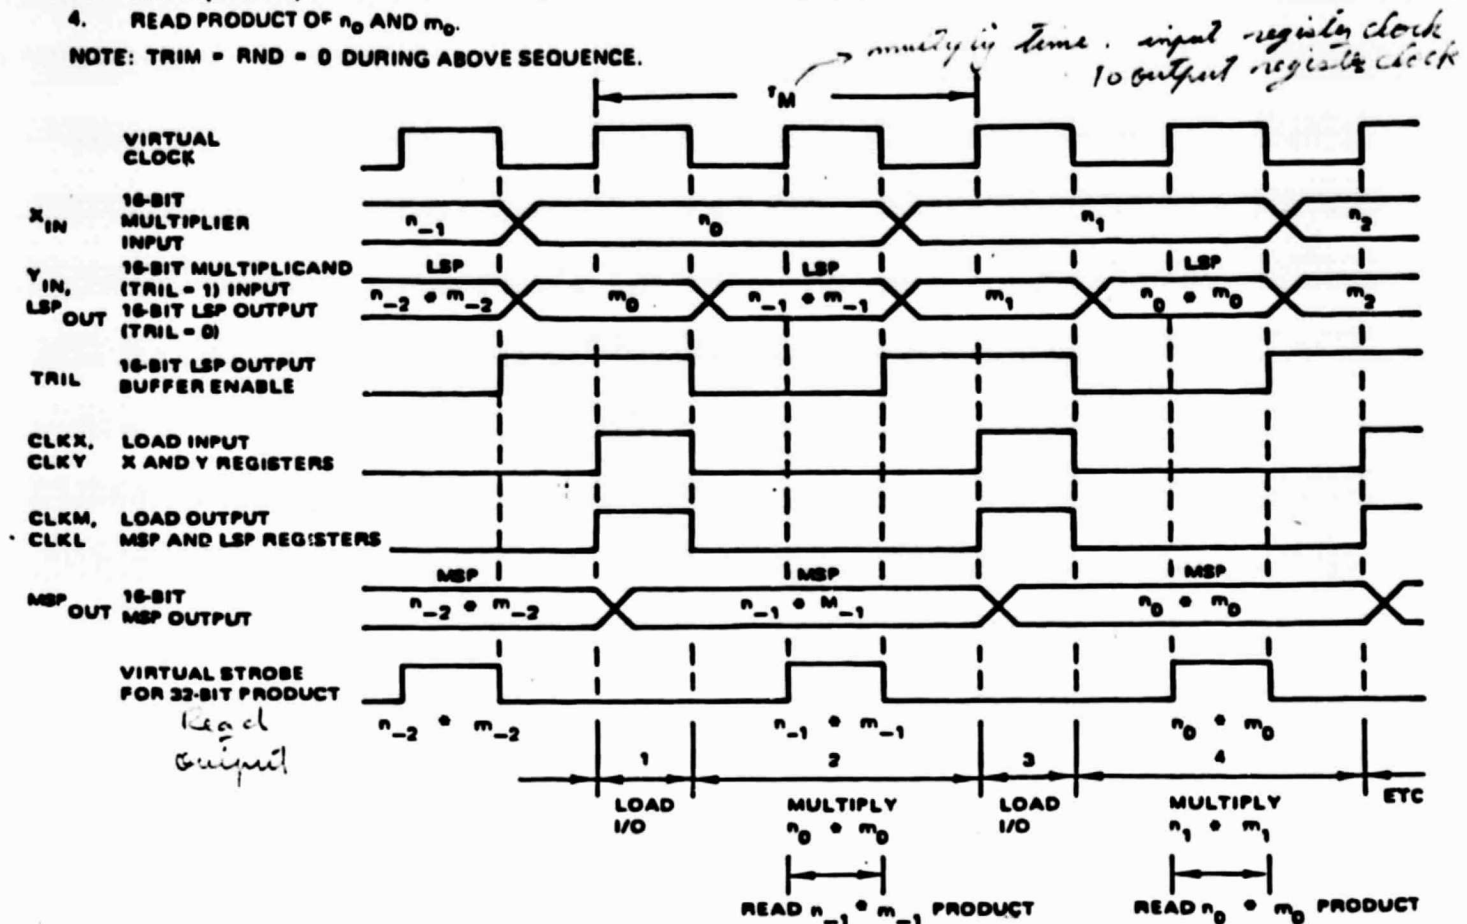 4. READ PRODUCT OF n₀ AND m₀.
NOTE: TRIM = RND = 0 DURING ABOVE SEQUENCE.
multiply time. input register clock
to output register clock
TM
VIRTUAL
CLOCK
XIN
16-BIT
MULTIPLIER
INPUT
n₋₁ n₀ n₁ n₂
YIN,
LSPOUT
16-BIT MULTIPLICAND
(TRIL = 1) INPUT
16-BIT LSP OUTPUT
(TRIL = 0)
LSP LSP LSP
n₋₂ • m₋₂ m₀ n₋₁ • m₋₁ m₁ n₀ • m₀ m₂
TRIL 16-BIT LSP OUTPUT
BUFFER ENABLE
CLKX, LOAD INPUT
CLKY X AND Y REGISTERS
CLKM, LOAD OUTPUT
CLKL MSP AND LSP REGISTERS
MSPOUT 16-BIT
MSP OUTPUT
MSP MSP MSP
n₋₂ • m₋₂ n₋₁ • M₋₁ n₀ • m₀
VIRTUAL STROBE
FOR 32-BIT PRODUCT
Read
output
n₋₂ • m₋₂ n₋₁ • m₋₁ n₀ • m₀
1 2 3 4
LOAD
I/O
MULTIPLY
n₀ • m₀
LOAD
I/O
MULTIPLY
n₁ • m₁
ETC
READ n₋₁ • m₋₁ PRODUCT
READ n₀ • m₀ PRODUCT